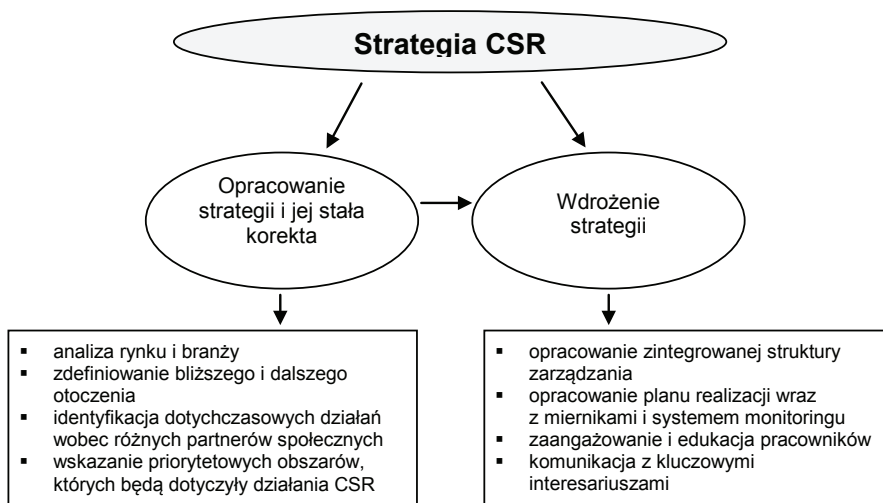 Strategia CSR
Opracowanie
strategii i jej stała
korekta
Wdrożenie
strategii
▪ analiza rynku i branży
▪ zdefiniowanie bliższego i dalszego
otoczenia
▪ identyfikacja dotychczasowych działań
wobec różnych partnerów społecznych
▪ wskazanie priorytetowych obszarów,
których będą dotyczyły działania CSR
▪ opracowanie zintegrowanej struktury
zarządzania
▪ opracowanie planu realizacji wraz
z miernikami i systemem monitoringu
▪ zaangażowanie i edukacja pracowników
▪ komunikacja z kluczowymi
interesariuszami